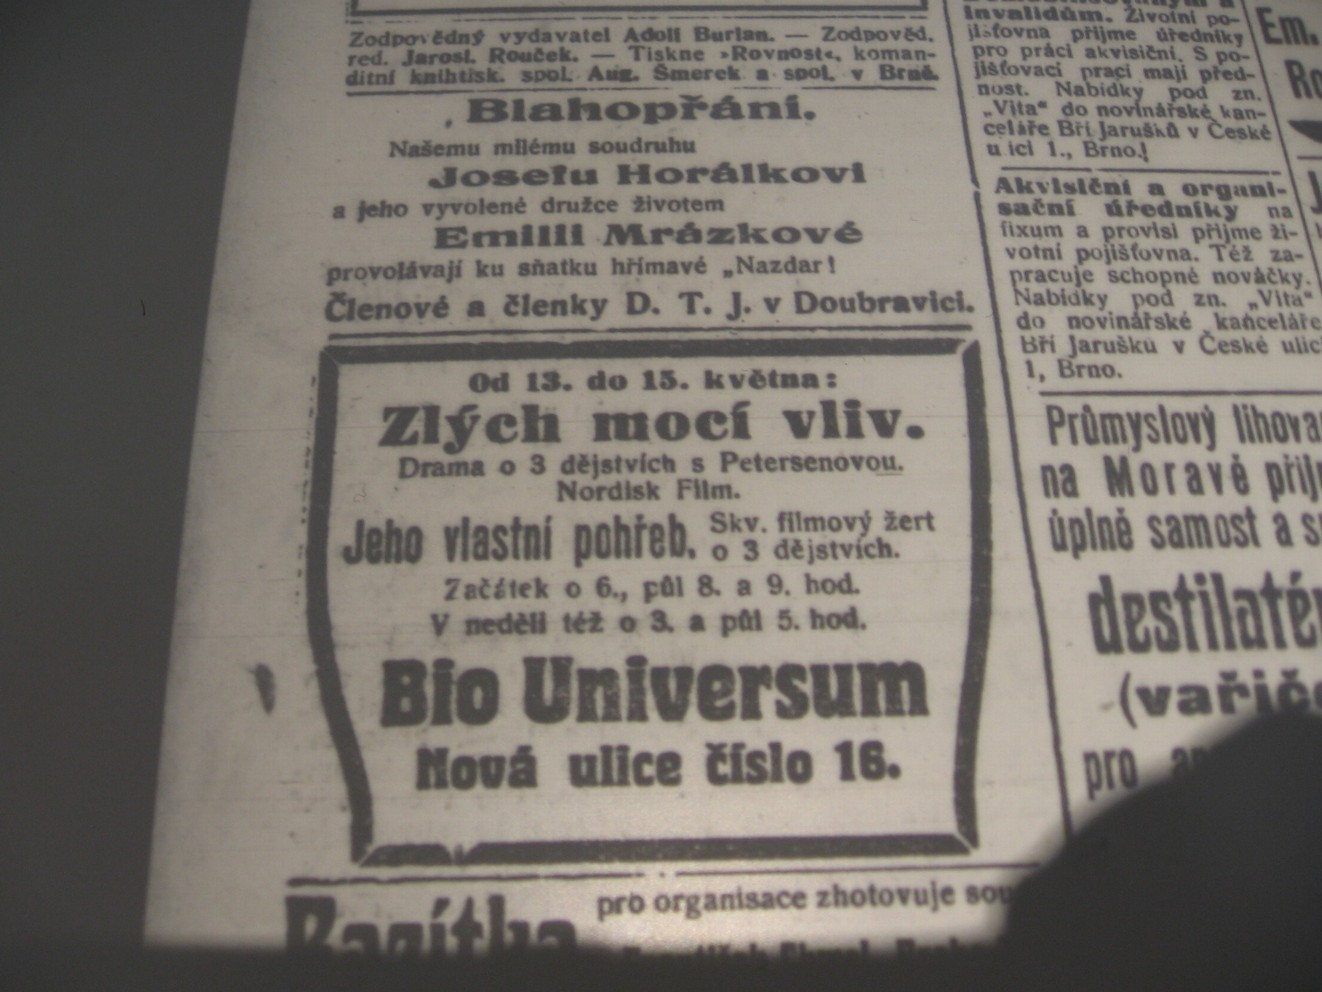 Zodpovědný vydavatel Adolf Burian. — Zodpověd.
red. Jarosl. Rouček. — Tiskne »Rovnost«, koman-
ditní knihtisk. spol. Aug. Šmerek a spol. v Brně.
Blahopřání.
Našemu milému soudruhu
Josefu Horálkovi
a jeho vyvolené družce životem
Emilii Mrázkové
provolávají ku sňatku hřímavé „Nazdar!
Členové a členky D. T. J. v Doubravici.
Od 13. do 15. května:
Zlých mocí vliv.
Drama o 3 dějstvích s Petersenovou.
Nordisk Film.
Jeho vlastní pohřeb. Skv. filmový žert
o 3 dějstvích.
Začátek o 6., půl 8. a 9. hod.
V neděli též o 3. a půl 5. hod.
Bio Universum
Nová ulice číslo 16.
Razítka pro organisace zhotovuje
invalidům. Životní po-
jišťovna přijme úředníky
pro práci akvisiční. S po-
jišťovací prací mají před-
nost. Nabídky pod zn.
„Vita“ do novinářské kan-
celáře Bří Jarušků v České
ulici 1., Brno.!
Akvisiční a organi-
sační úředníky na
fixum a provisi přijme ži-
votní pojišťovna. Též za-
pracuje schopné nováčky.
Nabídky pod zn. „Vita“
do novinářské kanceláře
Bří Jarušků v České ulici
1, Brno.
Průmyslový
na Moravě
úplně samost a
pro
Em.